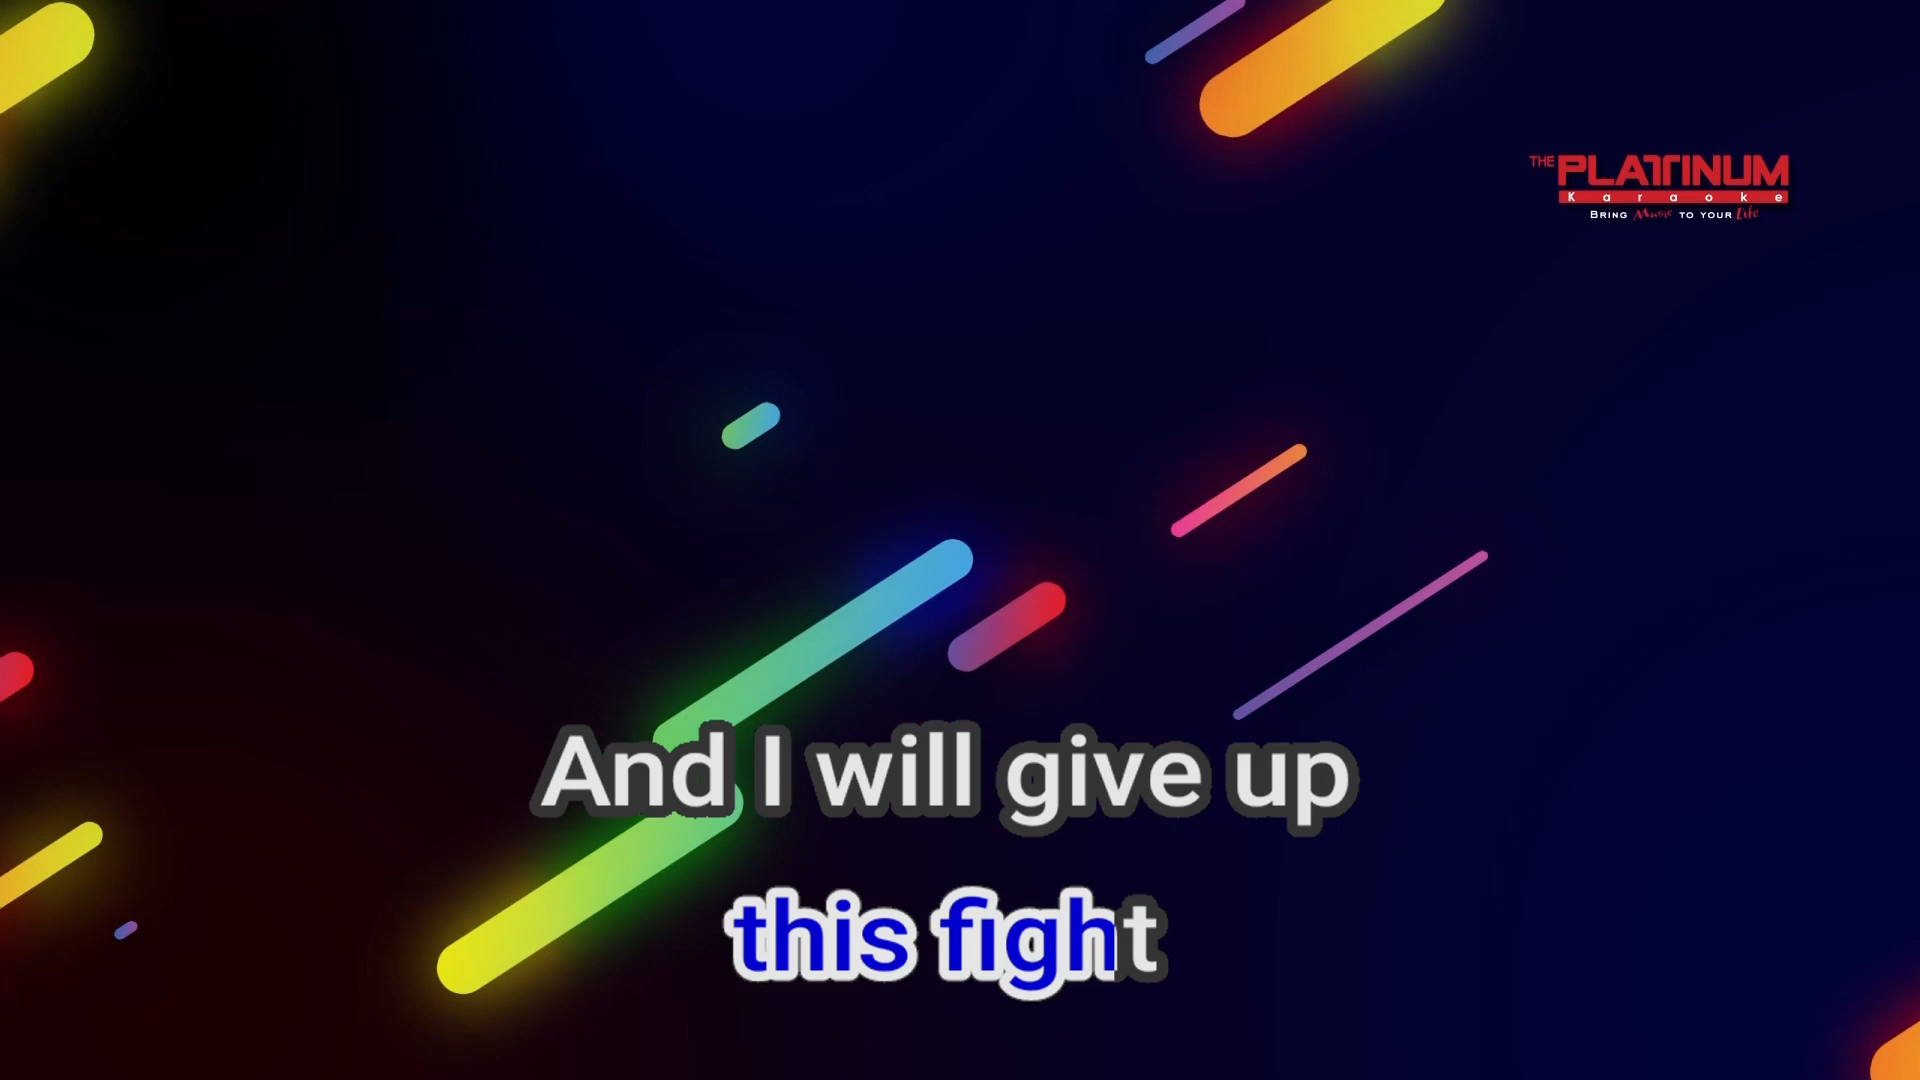 THE PLATINUM
Karaoke
BRING Music TO YOUR Life
And I will give up
this fight